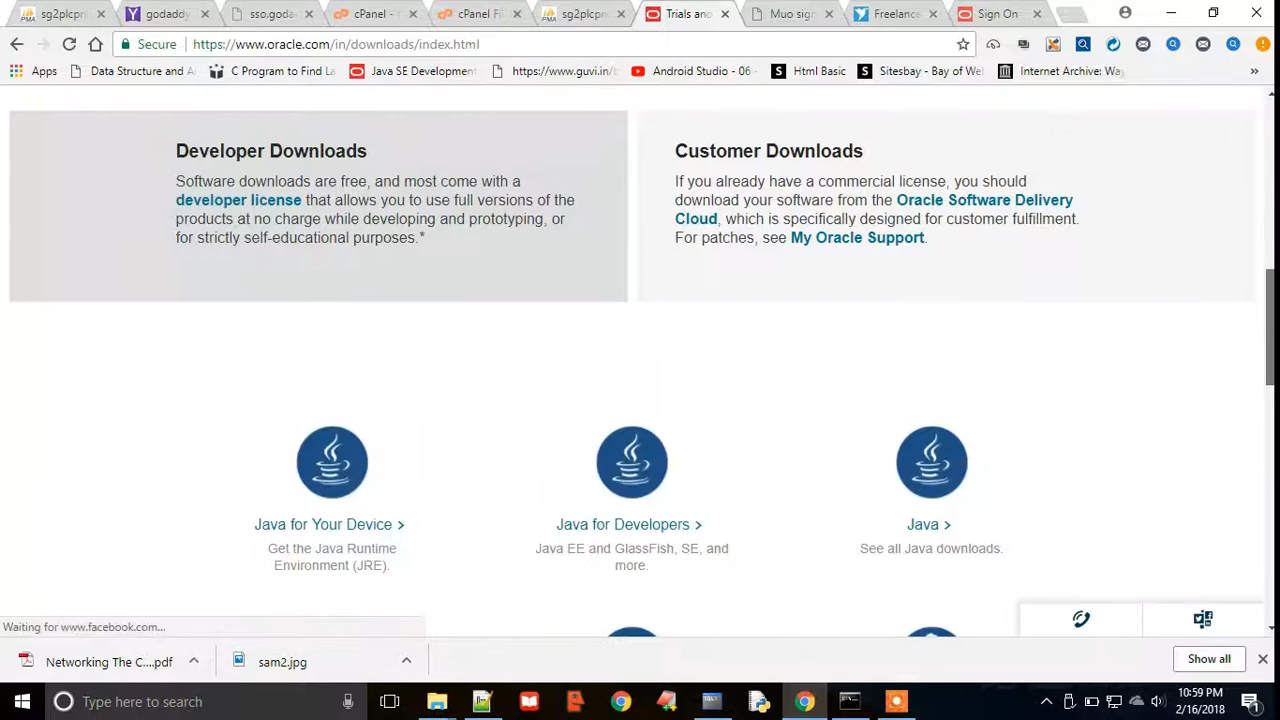 sg2plcpn
godaddy
sso.goda
cPanel -
cPanel Fi
sg2plcpn
Trials and
Muo sign
Freelance
Sign On
Secure
https://www.oracle.com/in/downloads/index.html
Apps
Data Structure and A
C Program to Find La
Java SE Development
https://www.guvi.in/
Android Studio - 06 -
Html Basic
Sitesbay - Bay of We
Internet Archive: Way
Developer Downloads
Software downloads are free, and most come with a
developer license that allows you to use full versions of the
products at no charge while developing and prototyping, or
for strictly self-educational purposes.*
Customer Downloads
If you already have a commercial license, you should
download your software from the Oracle Software Delivery
Cloud, which is specifically designed for customer fulfillment.
For patches, see My Oracle Support.
Java for Your Device >
Get the Java Runtime
Environment (JRE).
Java for Developers >
Java EE and GlassFish, SE, and
more.
Java >
See all Java downloads.
Waiting for www.facebook.com...
Networking The C....pdf
sam2.jpg
Show all
Type here to search
10:59 PM
2/16/2018